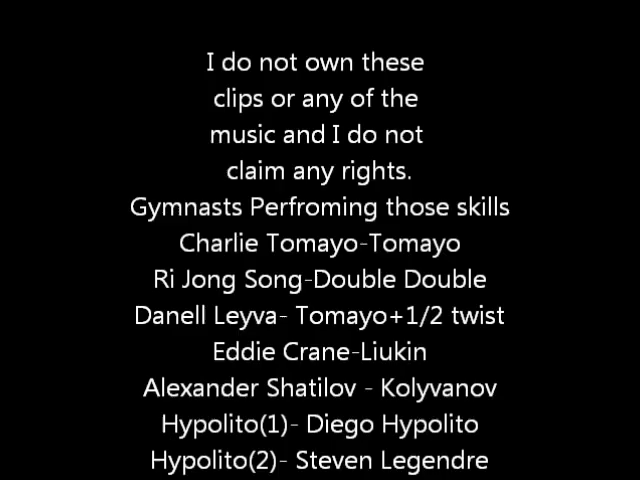 I do not own these
clips or any of the
music and I do not
claim any rights.
Gymnasts Perfroming those skills
Charlie Tomayo-Tomayo
Ri Jong Song-Double Double
Danell Leyva- Tomayo+1/2 twist
Eddie Crane-Liukin
Alexander Shatilov - Kolyvanov
Hypolito(1)- Diego Hypolito
Hypolito(2)- Steven Legendre